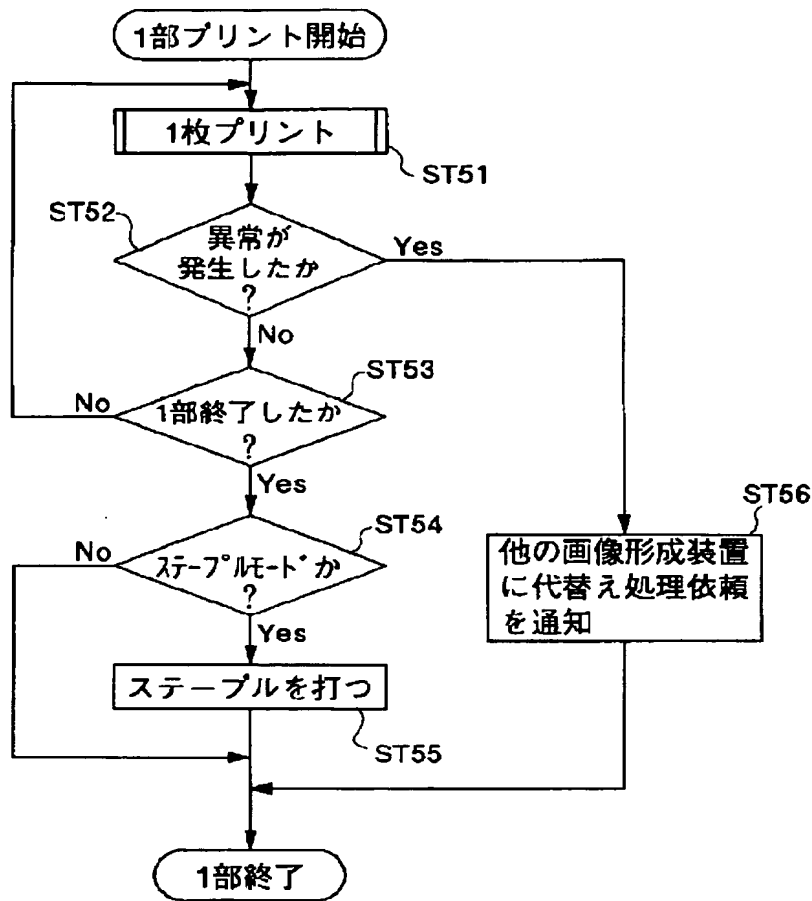 1部プリント開始
1枚プリント
ST51
ST52
異常が
発生したか
?
Yes
No
ST53
1部終了したか
?
No
Yes
ST54
ステープルモードか
?
No
Yes
ST56
他の画像形成装置
に代替え処理依頼
を通知
ステープルを打つ
ST55
1部終了